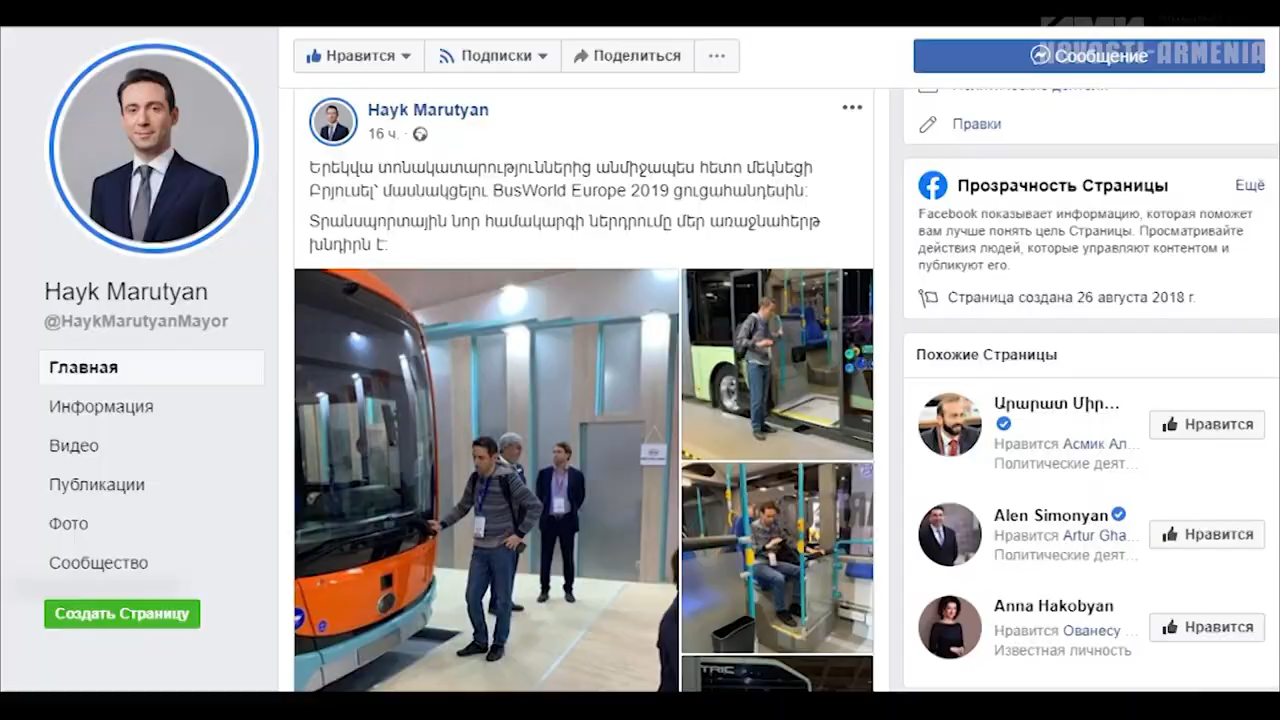 NOVOSTI-ARMENIA
Нравится
Подписки
Поделиться
Сообщение
Hayk Marutyan
@HaykMarutyanMayor
Главная
Информация
Видео
Публикации
Фото
Сообщество
Создать Страницу
Hayk Marutyan
16 ч.
Երեկվա տոնակատարություններից անմիջապես հետո մեկնեցի
Բրյուսել՝ մասնակցելու BusWorld Europe 2019 ցուցահանդեսին:
Տրանսպորտային նոր համակարգի ներդրումը մեր առաջնահերթ
խնդիրն է:
TRIC
Правки
Прозрачность Страницы
Ещё
Facebook показывает информацию, которая поможет
вам лучше понять цель Страницы. Просматривайте
действия людей, которые управляют контентом и
публикуют его.
Страница создана 26 августа 2018 г.
Похожие Страницы
Արարատ Միր...
Нравится Асмик Ал...
Политические деят...
Нравится
Alen Simonyan
Нравится Artur Gha...
Политические деят...
Нравится
Anna Hakobyan
Нравится Ованесу ...
Известная личность
Нравится